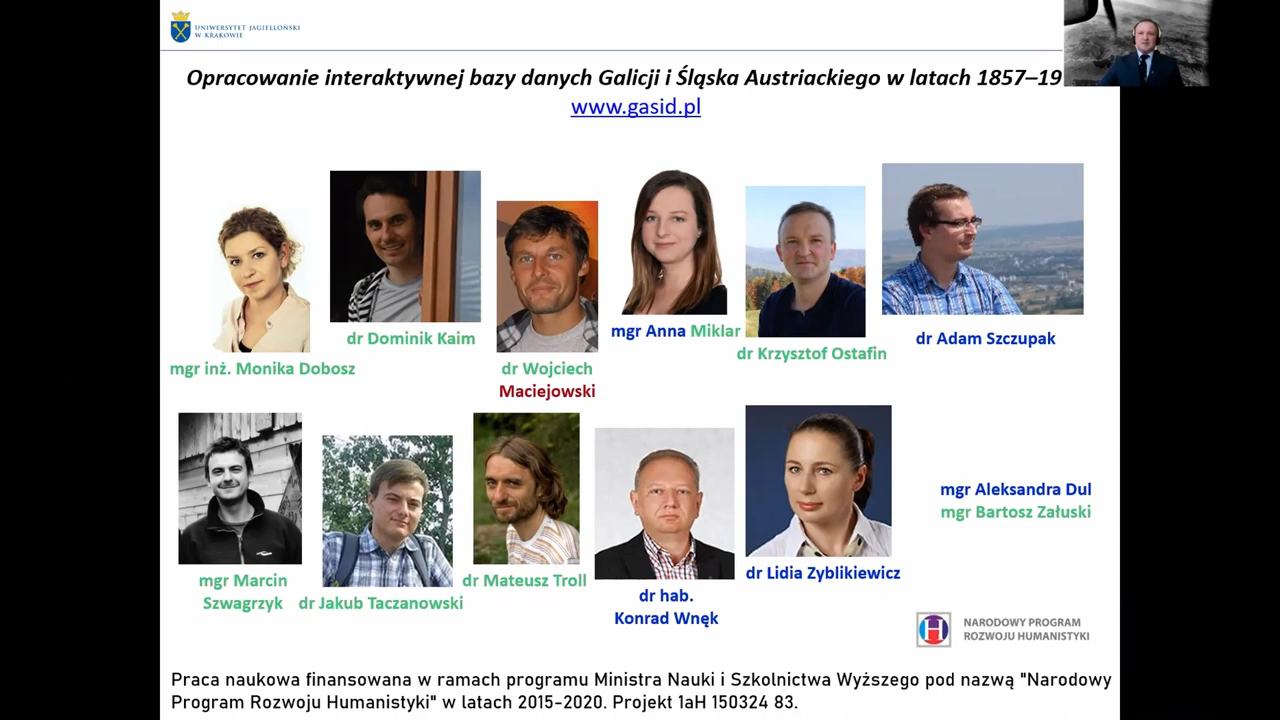 UNIWERSYTET JAGIELLOŃSKI
W KRAKOWIE
Opracowanie interaktywnej bazy danych Galicji i Śląska Austriackiego w latach 1857–19
www.gasid.pl
mgr inż. Monika Dobosz
dr Dominik Kaim
dr Wojciech
Maciejowski
mgr Anna Miklar
dr Krzysztof Ostafin
dr Adam Szczupak
mgr Marcin
Szwagrzyk
dr Jakub Taczanowski
dr Mateusz Troll
dr hab.
Konrad Wnęk
dr Lidia Zyblikiewicz
mgr Aleksandra Dul
mgr Bartosz Załuski
NARODOWY PROGRAM
ROZWOJU HUMANISTYKI
Praca naukowa finansowana w ramach programu Ministra Nauki i Szkolnictwa Wyższego pod nazwą "Narodowy
Program Rozwoju Humanistyki" w latach 2015-2020. Projekt 1aH 150324 83.